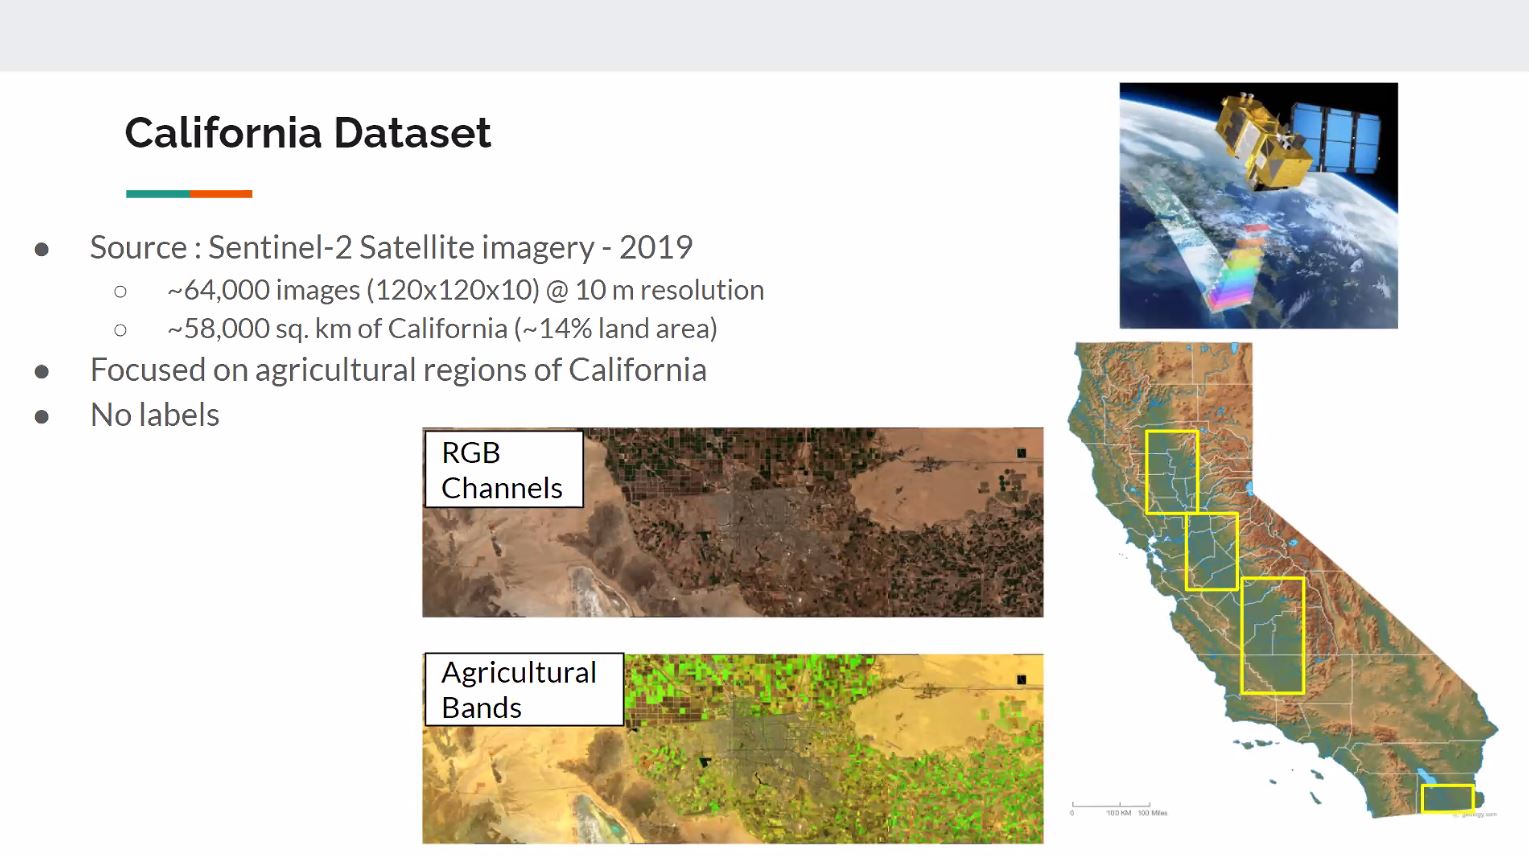 California Dataset
● Source : Sentinel-2 Satellite imagery - 2019
○ ~64,000 images (120x120x10) @ 10 m resolution
○ ~58,000 sq. km of California (~14% land area)
● Focused on agricultural regions of California
● No labels
RGB
Channels
Agricultural
Bands
0 100 KM 100 Miles
geology.com